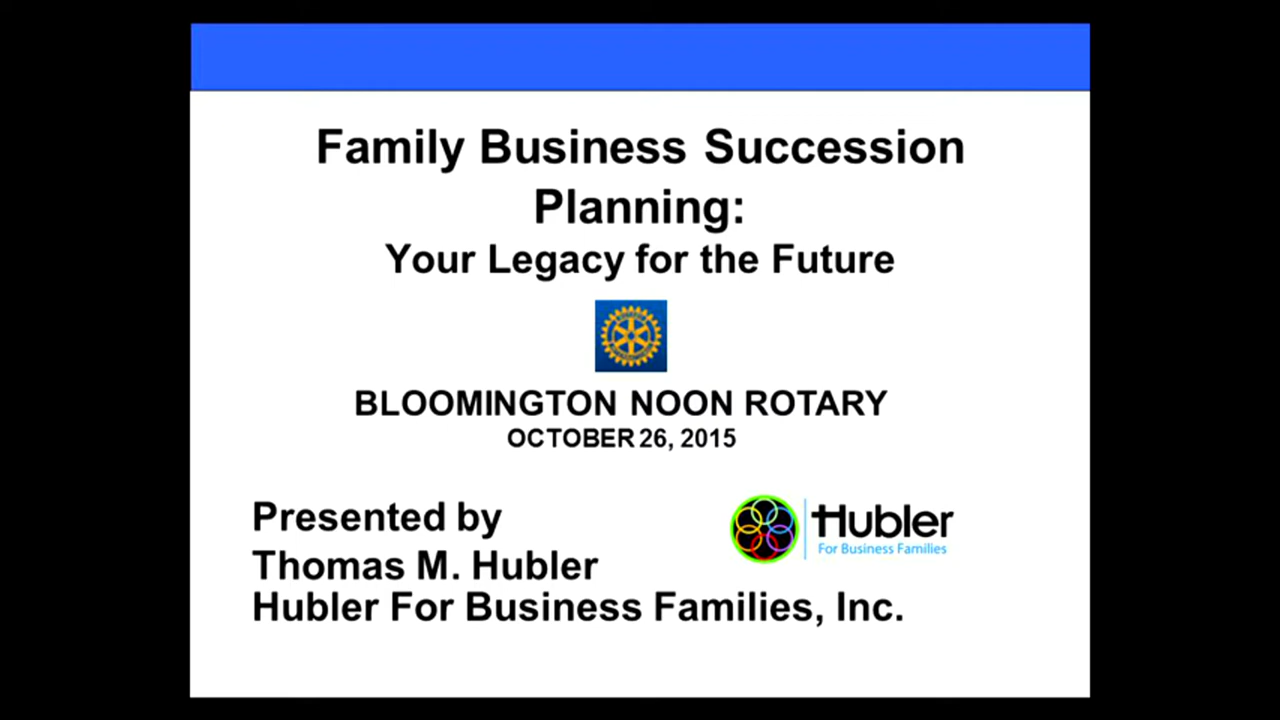 Family Business Succession
Planning:
Your Legacy for the Future
BLOOMINGTON NOON ROTARY
OCTOBER 26, 2015
Presented by
Hubler
For Business Families
Thomas M. Hubler
Hubler For Business Families, Inc.